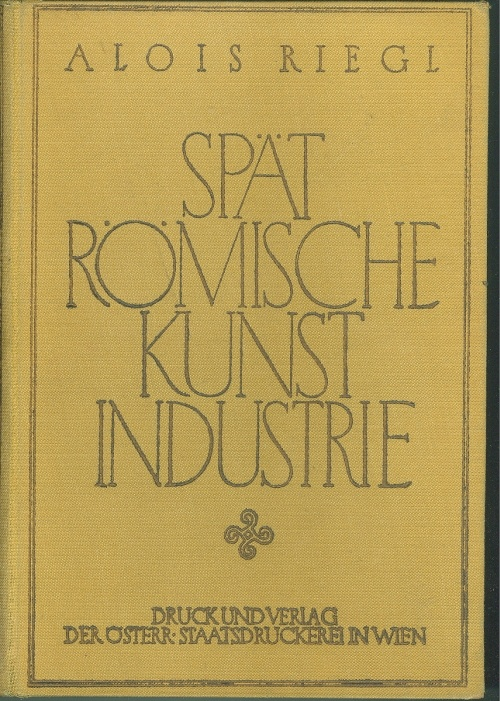 ALOIS RIEGL
SPÄT
RÖMISCHE
KUNST
INDUSTRIE
DRUCK UND VERLAG
DER ÖSTERR· STAATSDRUCKEREI IN WIEN